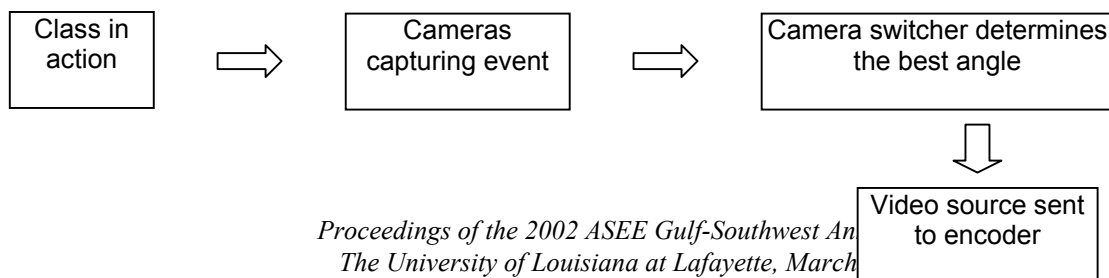 Class in
action
Cameras
capturing event
Camera switcher determines
the best angle
Video source sent
to encoder
Proceedings of the 2002 ASEE Gulf-Southwest
The University of Louisiana at Lafayette, March